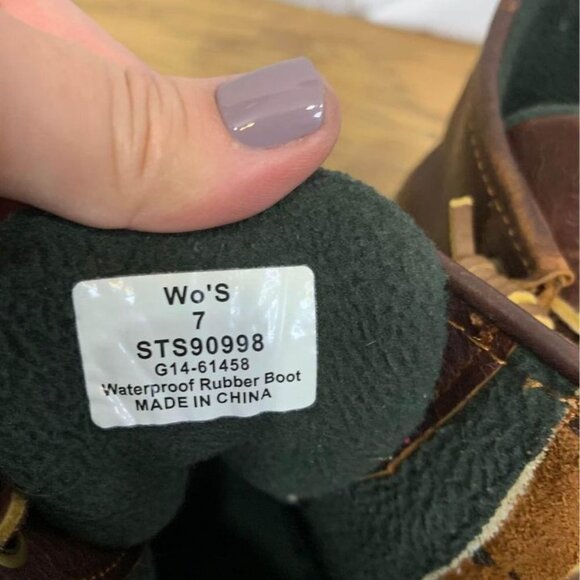 Wo's
7
STS90998
G14-61458
Waterproof Rubber Boot
MADE IN CHINA